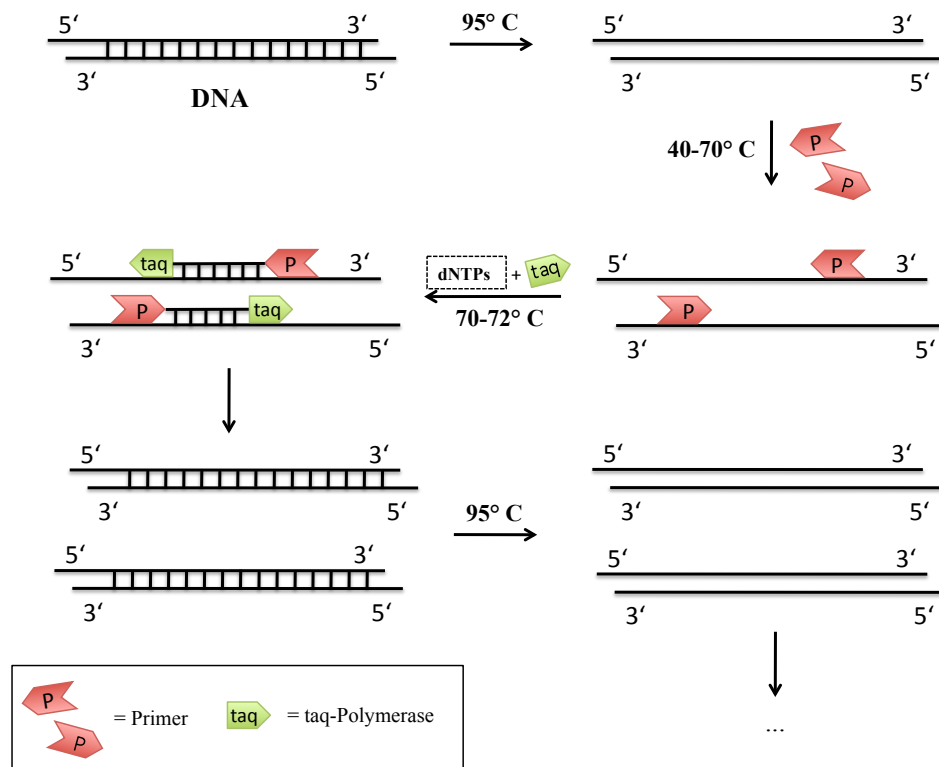 5‘ 3‘
3‘ 5‘
DNA
95° C
5‘ 3‘
3‘ 5‘
40-70° C
P
P
5‘ taq P 3‘
P taq
3‘ 5‘
dNTPs + taq
70-72° C
P
5‘ 3‘
P
3‘ 5‘
5‘ 3‘
3‘ 5‘
5‘ 3‘
3‘ 5‘
95° C
5‘ 3‘
3‘ 5‘
5‘ 3‘
3‘ 5‘
...
P
P
= Primer
taq
= taq-Polymerase